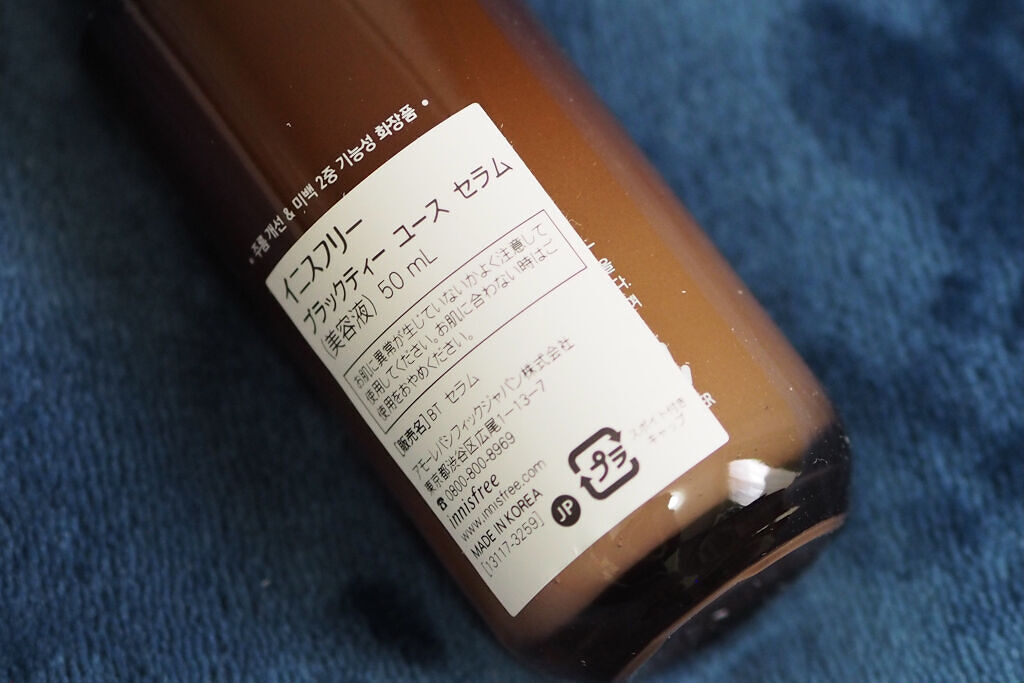 • 주름 개선 & 미백 2중 기능성 화장품 •
イニスフリー
ブラックティー ユース セラム
(美容液) 50 mL
お肌に異常が生じていないかよく注意して
使用してください。お肌に合わない時はご
使用をおやめください。
[販売名] BT セラム
アモーレパシフィックジャパン株式会社
東京都渋谷区広尾1-13-7
☎ 0800-800-8969
innisfree
www.innisfree.com
MADE IN KOREA
[13117-3259]
JP
プラ
スポイト付き
キャップ
ER